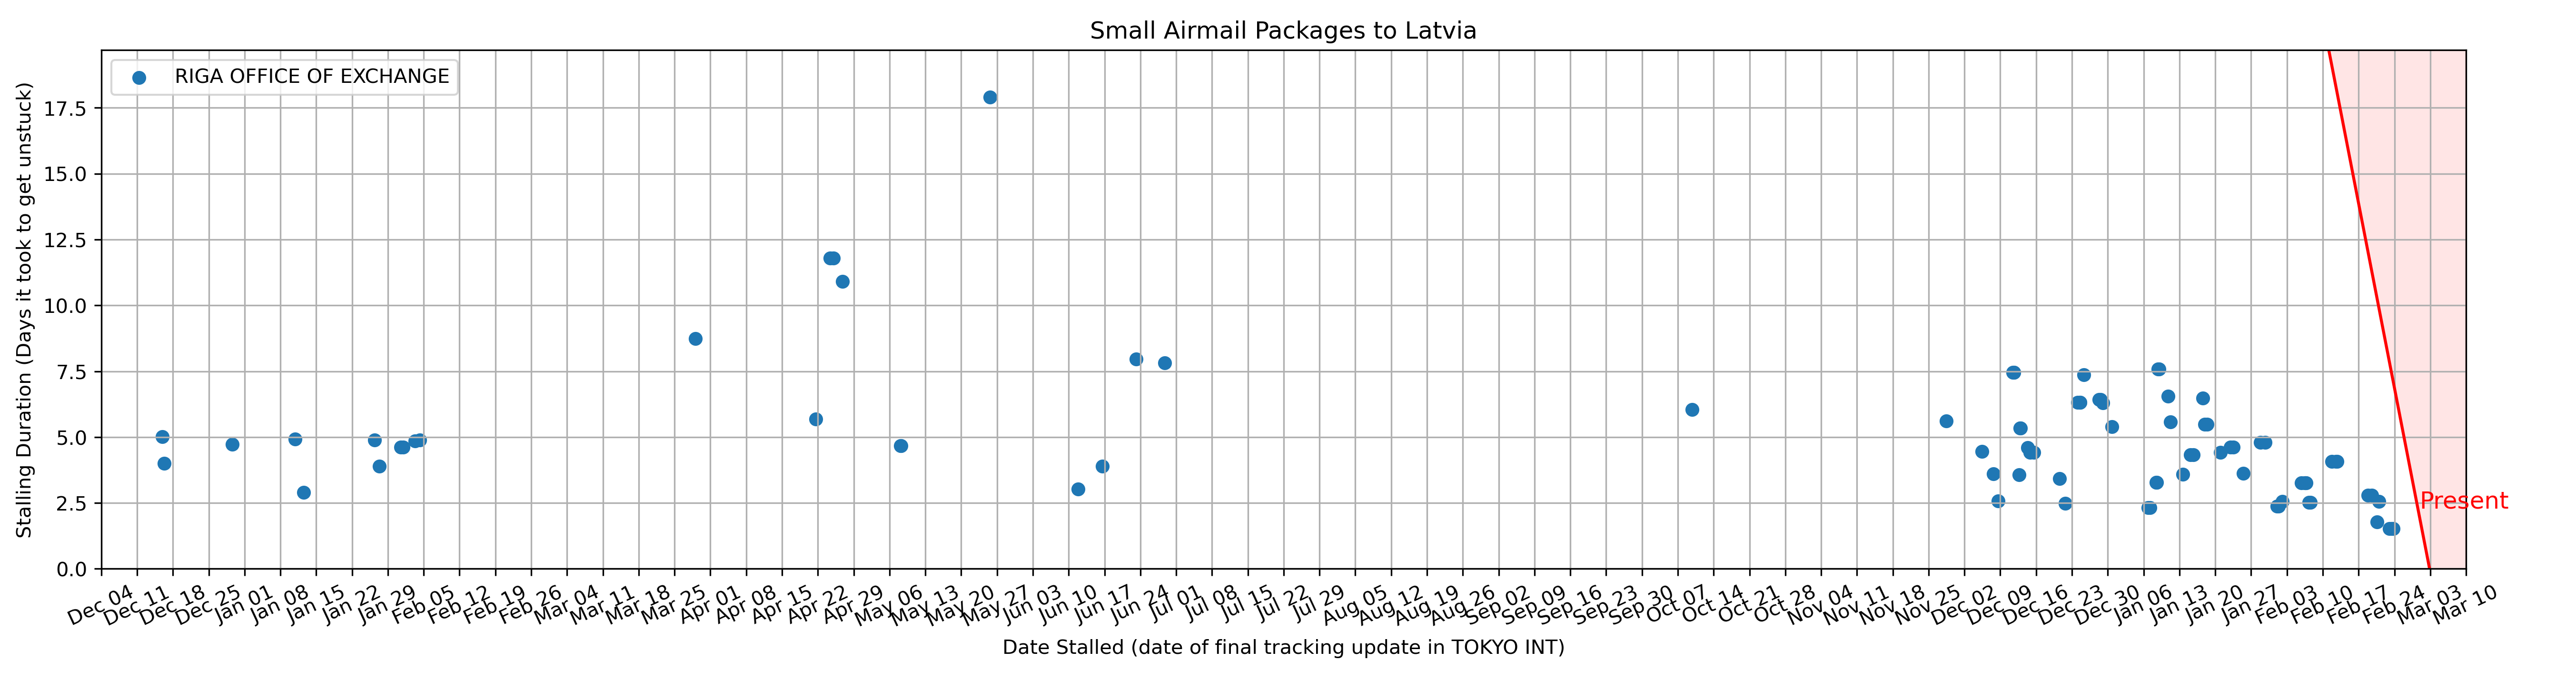 Small Airmail Packages to Latvia
RIGA OFFICE OF EXCHANGE
Stalling Duration (Days it took to get unstuck)
17.5
15.0
12.5
10.0
7.5
5.0
2.5
0.0
Present
Dec 04 Dec 11 Dec 18 Dec 25 Jan 01 Jan 08 Jan 15 Jan 22 Jan 29 Feb 05 Feb 12 Feb 19 Feb 26 Mar 04 Mar 11 Mar 18 Mar 25 Apr 01 Apr 08 Apr 15 Apr 22 Apr 29 May 06 May 13 May 20 May 27 Jun 03 Jun 10 Jun 17 Jun 24 Jul 01 Jul 08 Jul 15 Jul 22 Jul 29 Aug 05 Aug 12 Aug 19 Aug 26 Sep 02 Sep 09 Sep 16 Sep 23 Sep 30 Oct 07 Oct 14 Oct 21 Oct 28 Nov 04 Nov 11 Nov 18 Nov 25 Dec 02 Dec 09 Dec 16 Dec 23 Dec 30 Jan 06 Jan 13 Jan 20 Jan 27 Feb 03 Feb 10 Feb 17 Feb 24 Mar 03 Mar 10
Date Stalled (date of final tracking update in TOKYO INT)